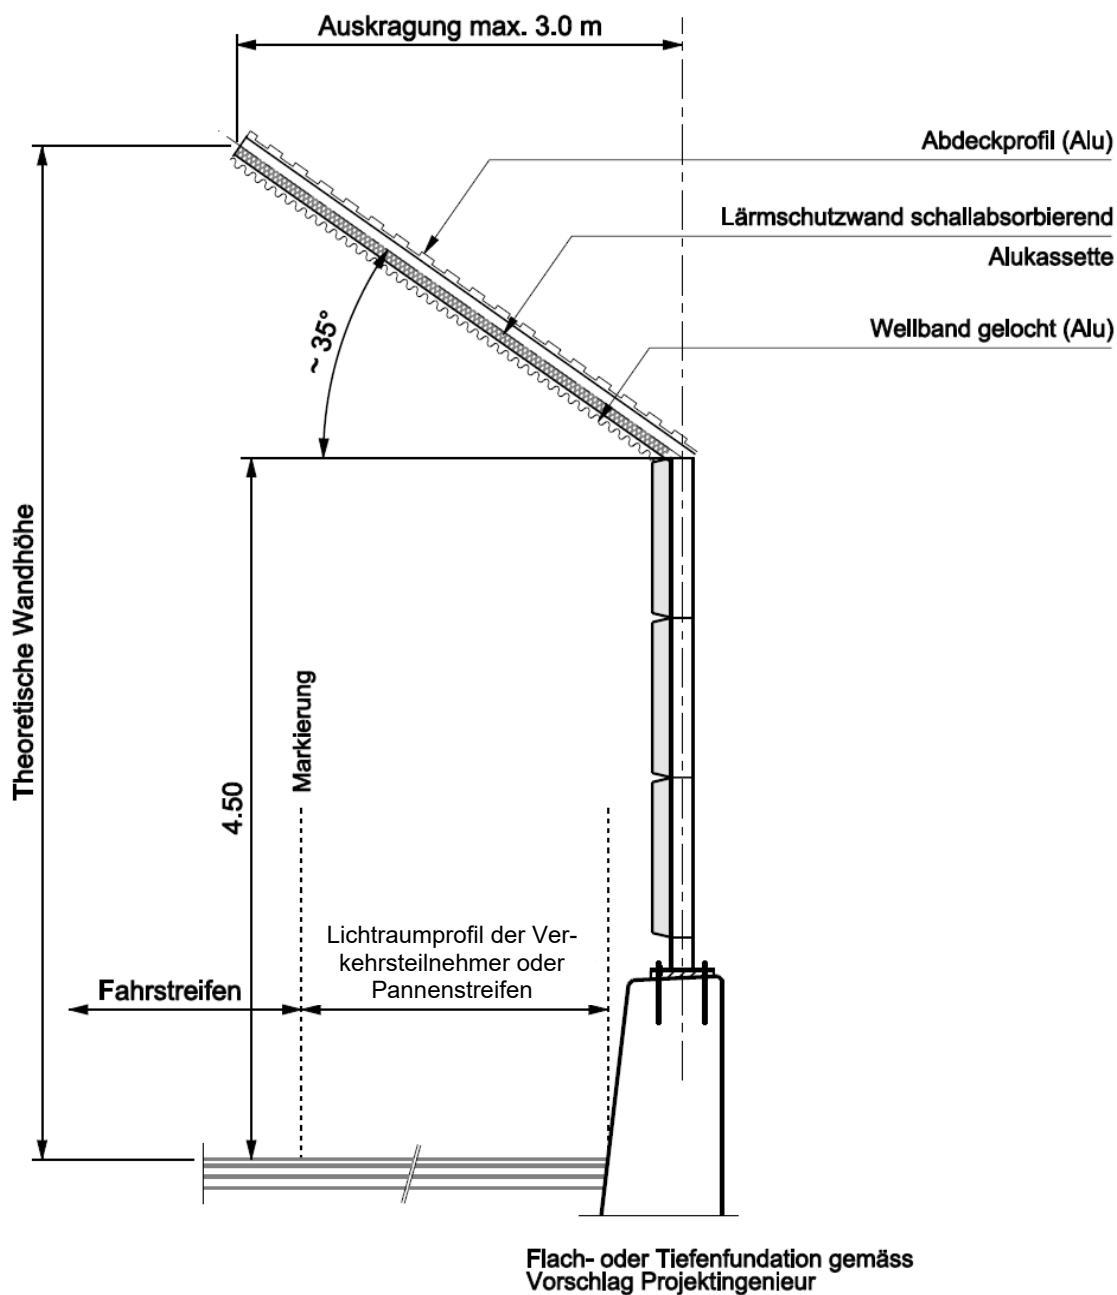 Auskragung max. 3.0 m
Abdeckprofil (Alu)
Lärmschutzwand schallabsorbierend
Alukassette
Wellband gelocht (Alu)
~ 35°
Theoretische Wandhöhe
4.50
Markierung
Lichtraumprofil der Ver-
kehrsteilnehmer oder
Pannenstreifen
Fahrstreifen
Flach- oder Tiefenfundation gemäss
Vorschlag Projektingenieur